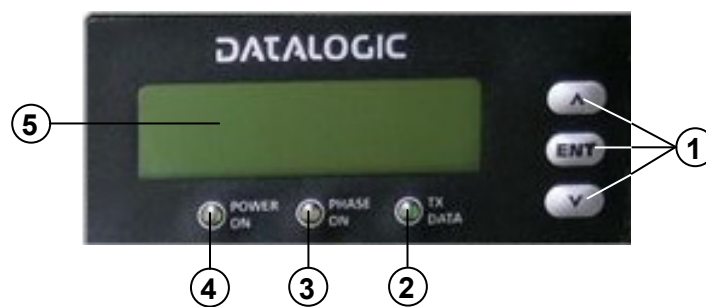 DATALOGIC
5
1
ENT
POWER
ON
PHASE
ON
TX
DATA
4
3
2